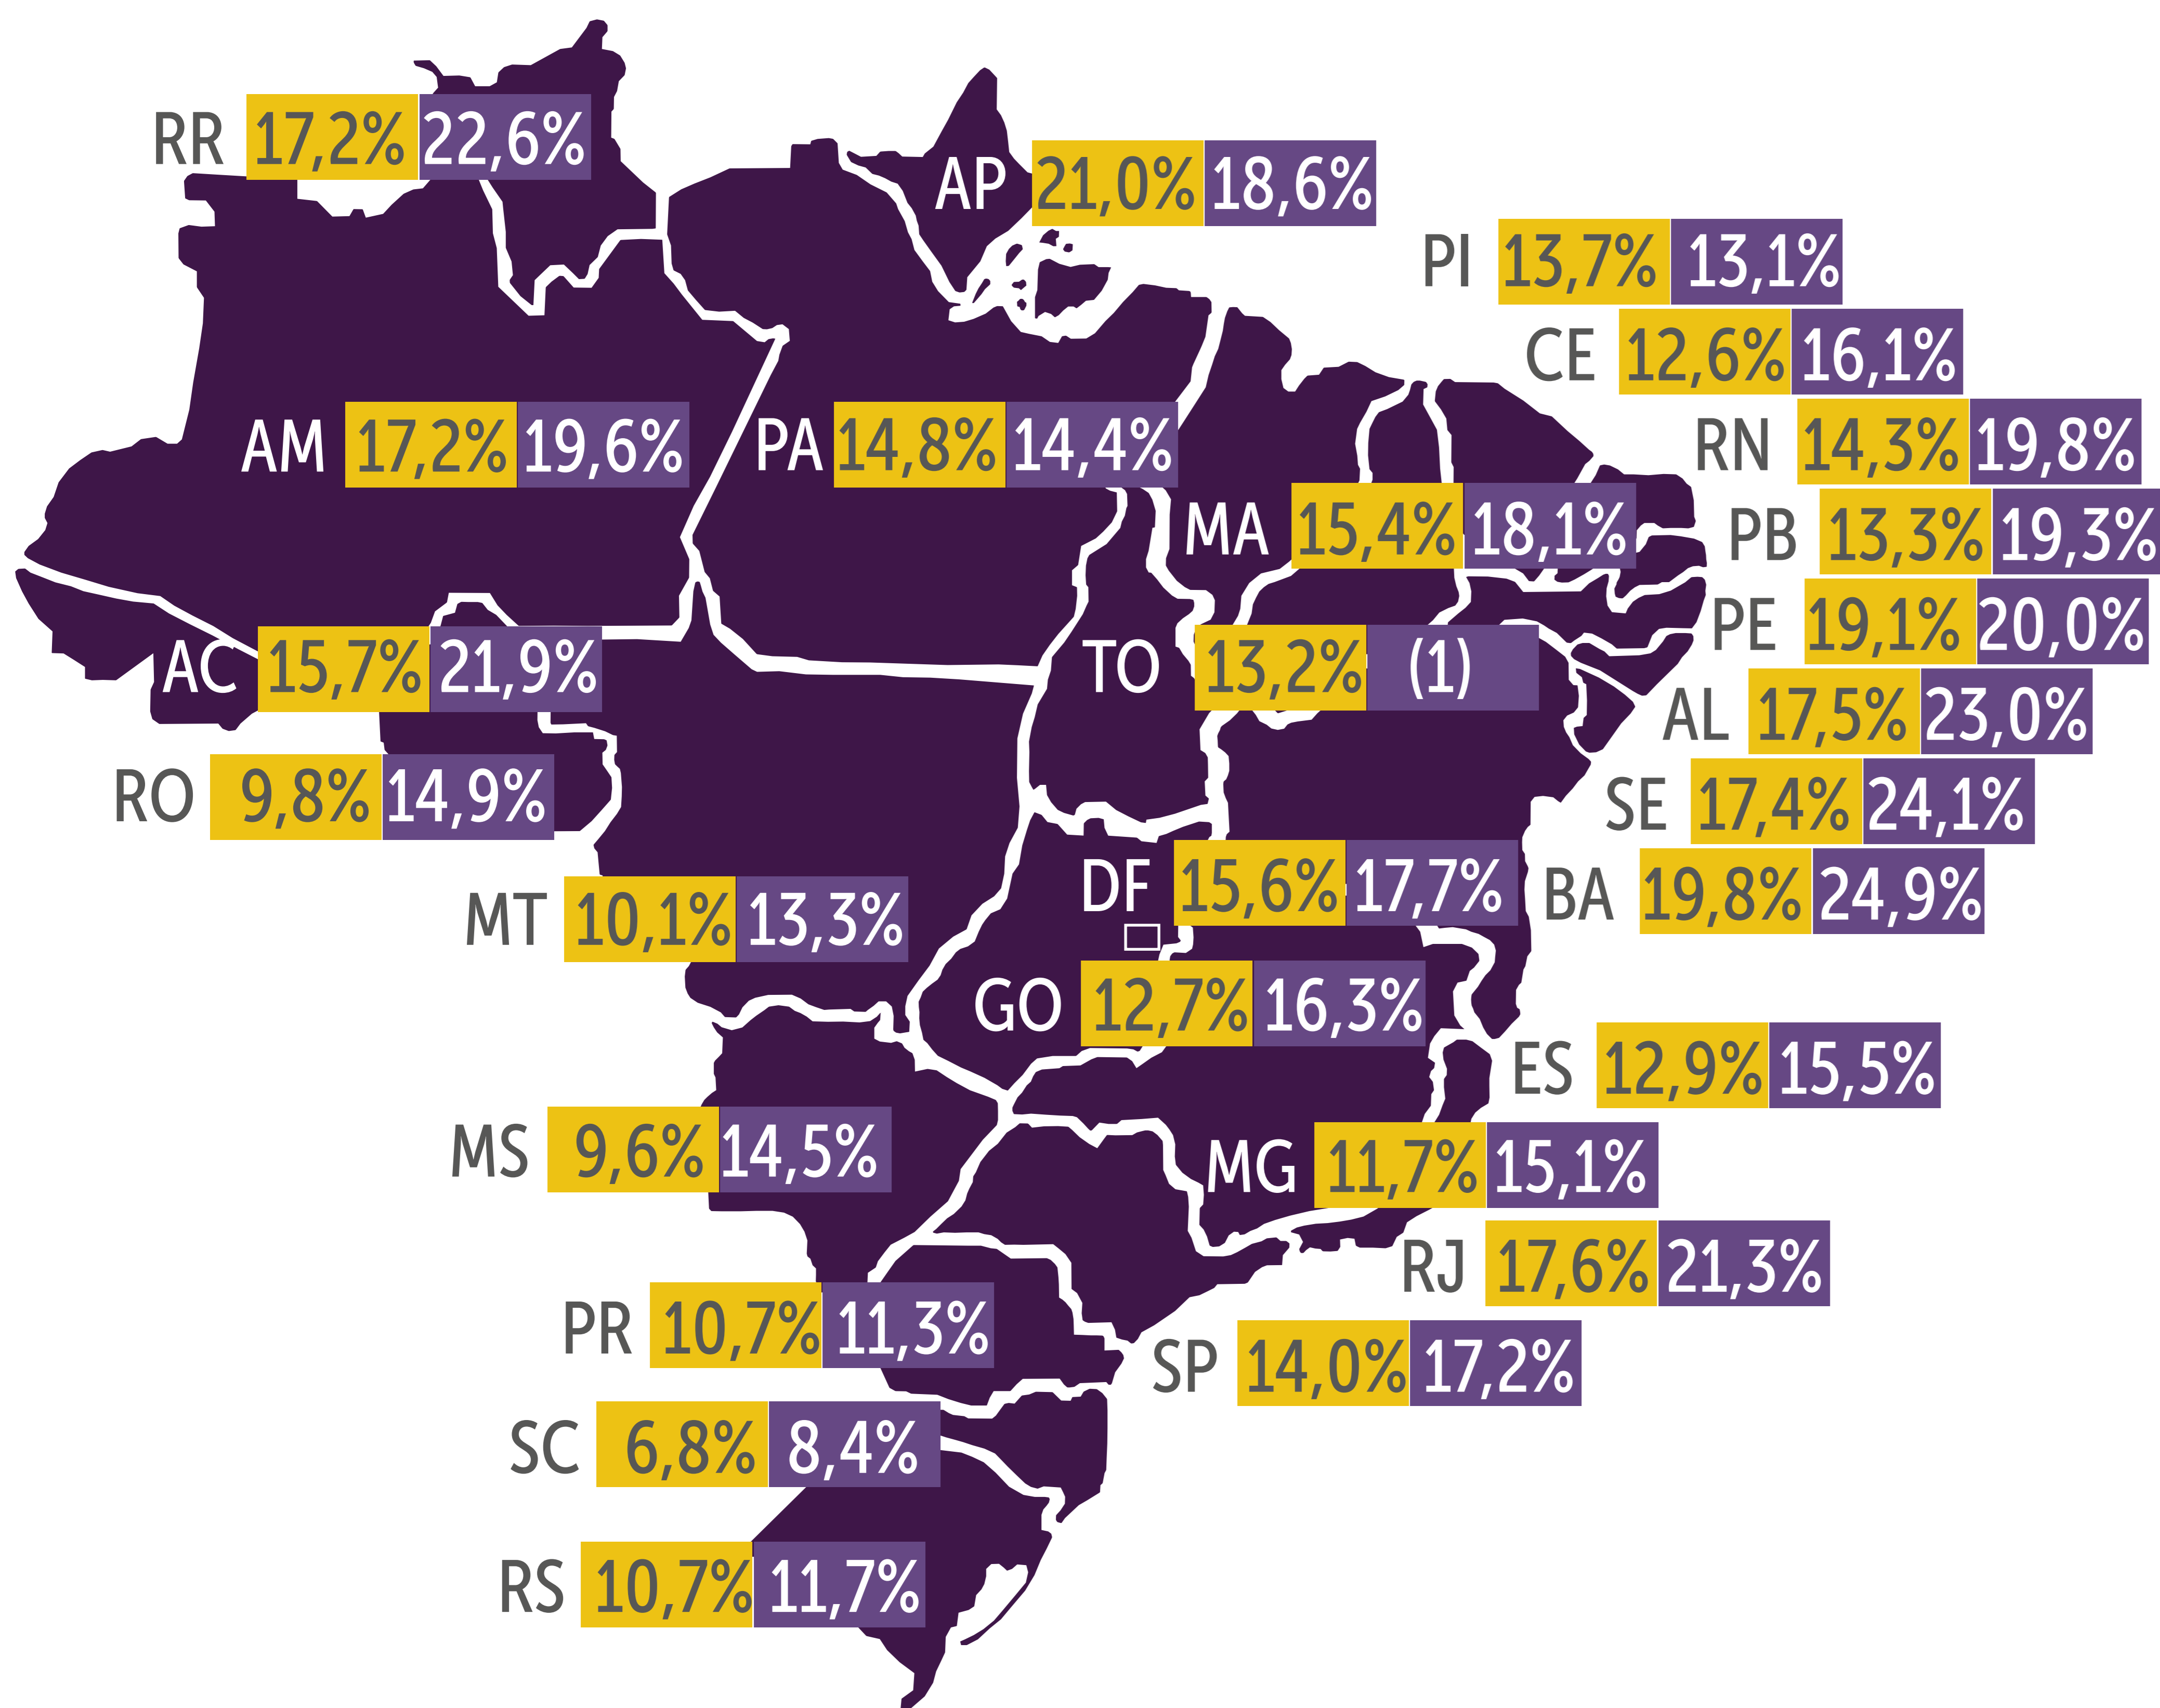 RR 17,2% 22,6%
AP 21,0% 18,6%
PI 13,7% 13,1%
CE 12,6% 16,1%
AM 17,2% 19,6%
PA 14,8% 14,4%
RN 14,3% 19,8%
MA 15,4% 18,1%
PB 13,3% 19,3%
PE 19,1% 20,0%
AC 15,7% 21,9%
TO 13,2% (1)
AL 17,5% 23,0%
RO 9,8% 14,9%
SE 17,4% 24,1%
DF 15,6% 17,7%
BA 19,8% 24,9%
MT 10,1% 13,3%
GO 12,7% 16,3%
ES 12,9% 15,5%
MS 9,6% 14,5%
MG 11,7% 15,1%
RJ 17,6% 21,3%
PR 10,7% 11,3%
SP 14,0% 17,2%
SC 6,8% 8,4%
RS 10,7% 11,7%